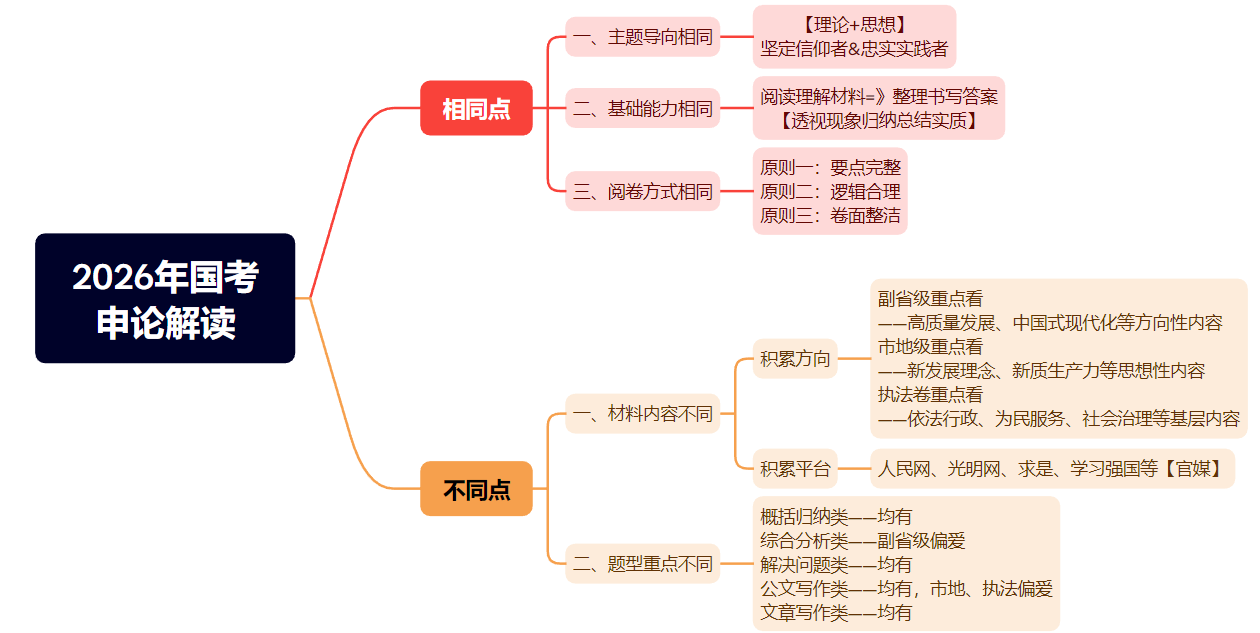 2026年国考
申论解读
相同点
一、主题导向相同
【理论+思想】
坚定信仰者&忠实实践者
二、基础能力相同
阅读理解材料=》整理书写答案
【透视现象归纳总结实质】
三、阅卷方式相同
原则一：要点完整
原则二：逻辑合理
原则三：卷面整洁
不同点
一、材料内容不同
积累方向
副省级重点看
——高质量发展、中国式现代化等方向性内容
市地级重点看
——新发展理念、新质生产力等思想性内容
执法卷重点看
——依法行政、为民服务、社会治理等基层内容
积累平台
人民网、光明网、求是、学习强国等【官媒】
二、题型重点不同
概括归纳类——均有
综合分析类——副省级偏爱
解决问题类——均有
公文写作类——均有，市地、执法偏爱
文章写作类——均有